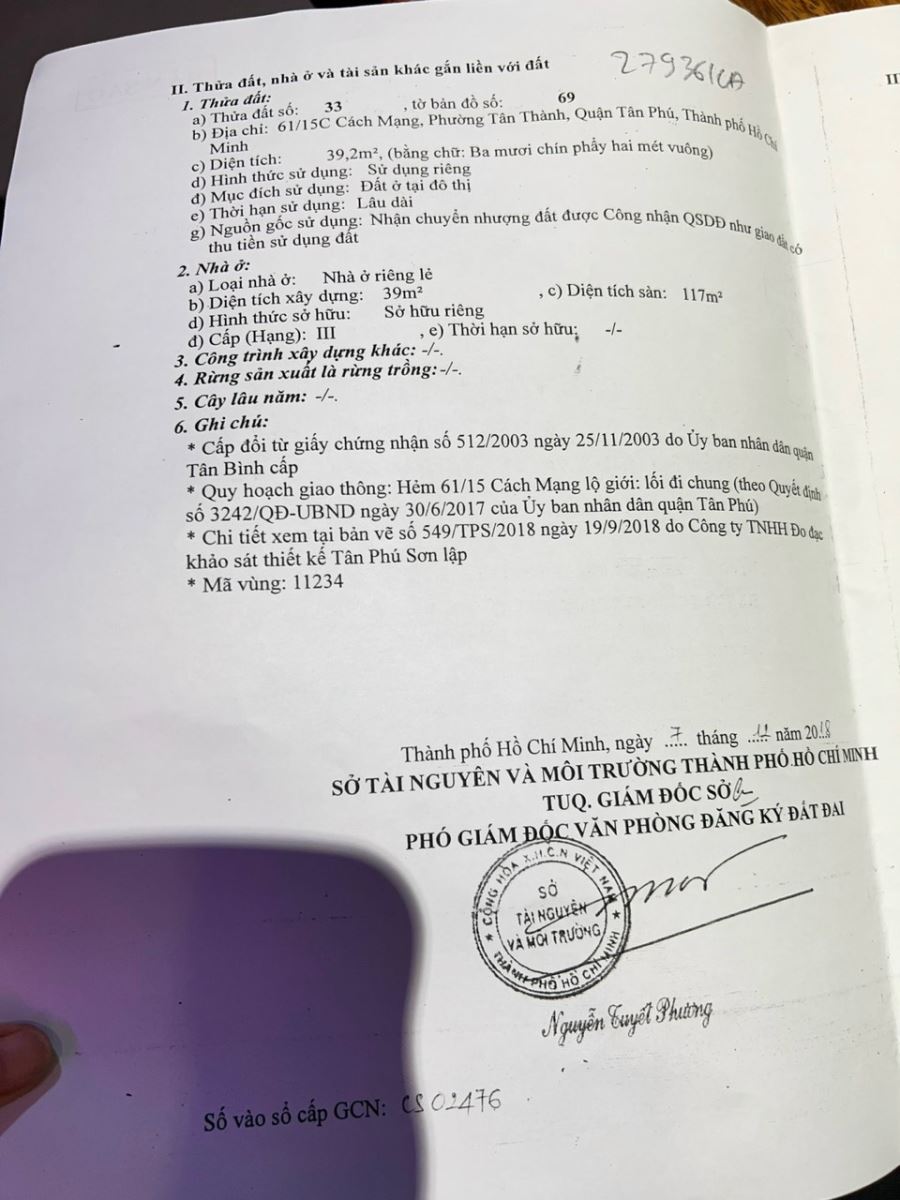 279361CA
II. Thửa đất, nhà ở và tài sản khác gắn liền với đất
1. Thửa đất:
a) Thửa đất số: 33 , tờ bản đồ số: 69
b) Địa chỉ: 61/15C Cách Mạng, Phường Tân Thành, Quận Tân Phú, Thành phố Hồ Chí
Minh
c) Diện tích: 39,2m², (bằng chữ: Ba mươi chín phẩy hai mét vuông)
d) Hình thức sử dụng: Sử dụng riêng
đ) Mục đích sử dụng: Đất ở tại đô thị
e) Thời hạn sử dụng: Lâu dài
g) Nguồn gốc sử dụng: Nhận chuyển nhượng đất được Công nhận QSDĐ như giao đất có
thu tiền sử dụng đất
2. Nhà ở:
a) Loại nhà ở: Nhà ở riêng lẻ
b) Diện tích xây dựng: 39m² , c) Diện tích sàn: 117m²
d) Hình thức sở hữu: Sở hữu riêng
đ) Cấp (Hạng): III , e) Thời hạn sở hữu: -/-
3. Công trình xây dựng khác: -/-.
4. Rừng sản xuất là rừng trồng: -/-.
5. Cây lâu năm: -/-.
6. Ghi chú:
* Cấp đổi từ giấy chứng nhận số 512/2003 ngày 25/11/2003 do Ủy ban nhân dân quận
Tân Bình cấp
* Quy hoạch giao thông: Hẻm 61/15 Cách Mạng lộ giới: lối đi chung (theo Quyết định
số 3242/QĐ-UBND ngày 30/6/2017 của Ủy ban nhân dân quận Tân Phú)
* Chi tiết xem tại bản vẽ số 549/TPS/2018 ngày 19/9/2018 do Công ty TNHH Đo đạc
khảo sát thiết kế Tân Phú Sơn lập
* Mã vùng: 11234
Thành phố Hồ Chí Minh, ngày 7 tháng 11 năm 2018
SỞ TÀI NGUYÊN VÀ MÔI TRƯỜNG THÀNH PHỐ HỒ CHÍ MINH
TUQ. GIÁM ĐỐC SỞ
PHÓ GIÁM ĐỐC VĂN PHÒNG ĐĂNG KÝ ĐẤT ĐAI
CỘNG HÒA X.H.C.N VIỆT NAM
SỞ
TÀI NGUYÊN
VÀ MÔI TRƯỜNG
THÀNH PHỐ HỒ CHÍ MINH
Nguyễn Tuyết Phương
Số vào sổ cấp GCN: CS02476